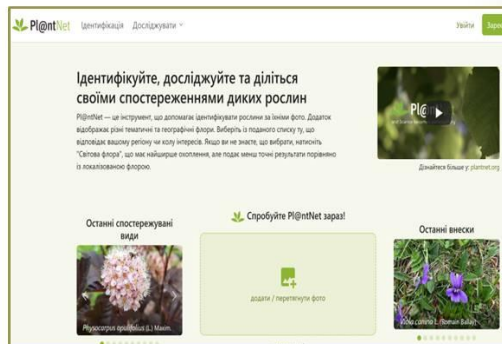 Pl@ntNet Ідентифікація Досліджувати Увійти
Ідентифікуйте, досліджуйте та діліться
своїми спостереженнями диких рослин
Pl@ntNet — це інструмент, що допомагає ідентифікувати рослини за їхніми фото. Додаток
відображає різні тематичні та географічні флори. Виберіть із поданого списку ту, що
відповідає вашому регіону чи колу інтересів. Якщо ви не знаєте, що вибрати, натисніть
"Світова флора", що має найширше охоплення, але подає менш точні результати порівняно
із локалізованою флорою.
Дізнайтеся більше у: plantnet.org
Останні спостережувані
види
Physocarpus opulifolius (L.) Maxim.
Спробуйте Pl@ntNet зараз!
додати / перетягнути фото
Останні внески
Viola canina L. (Romain Baliay)